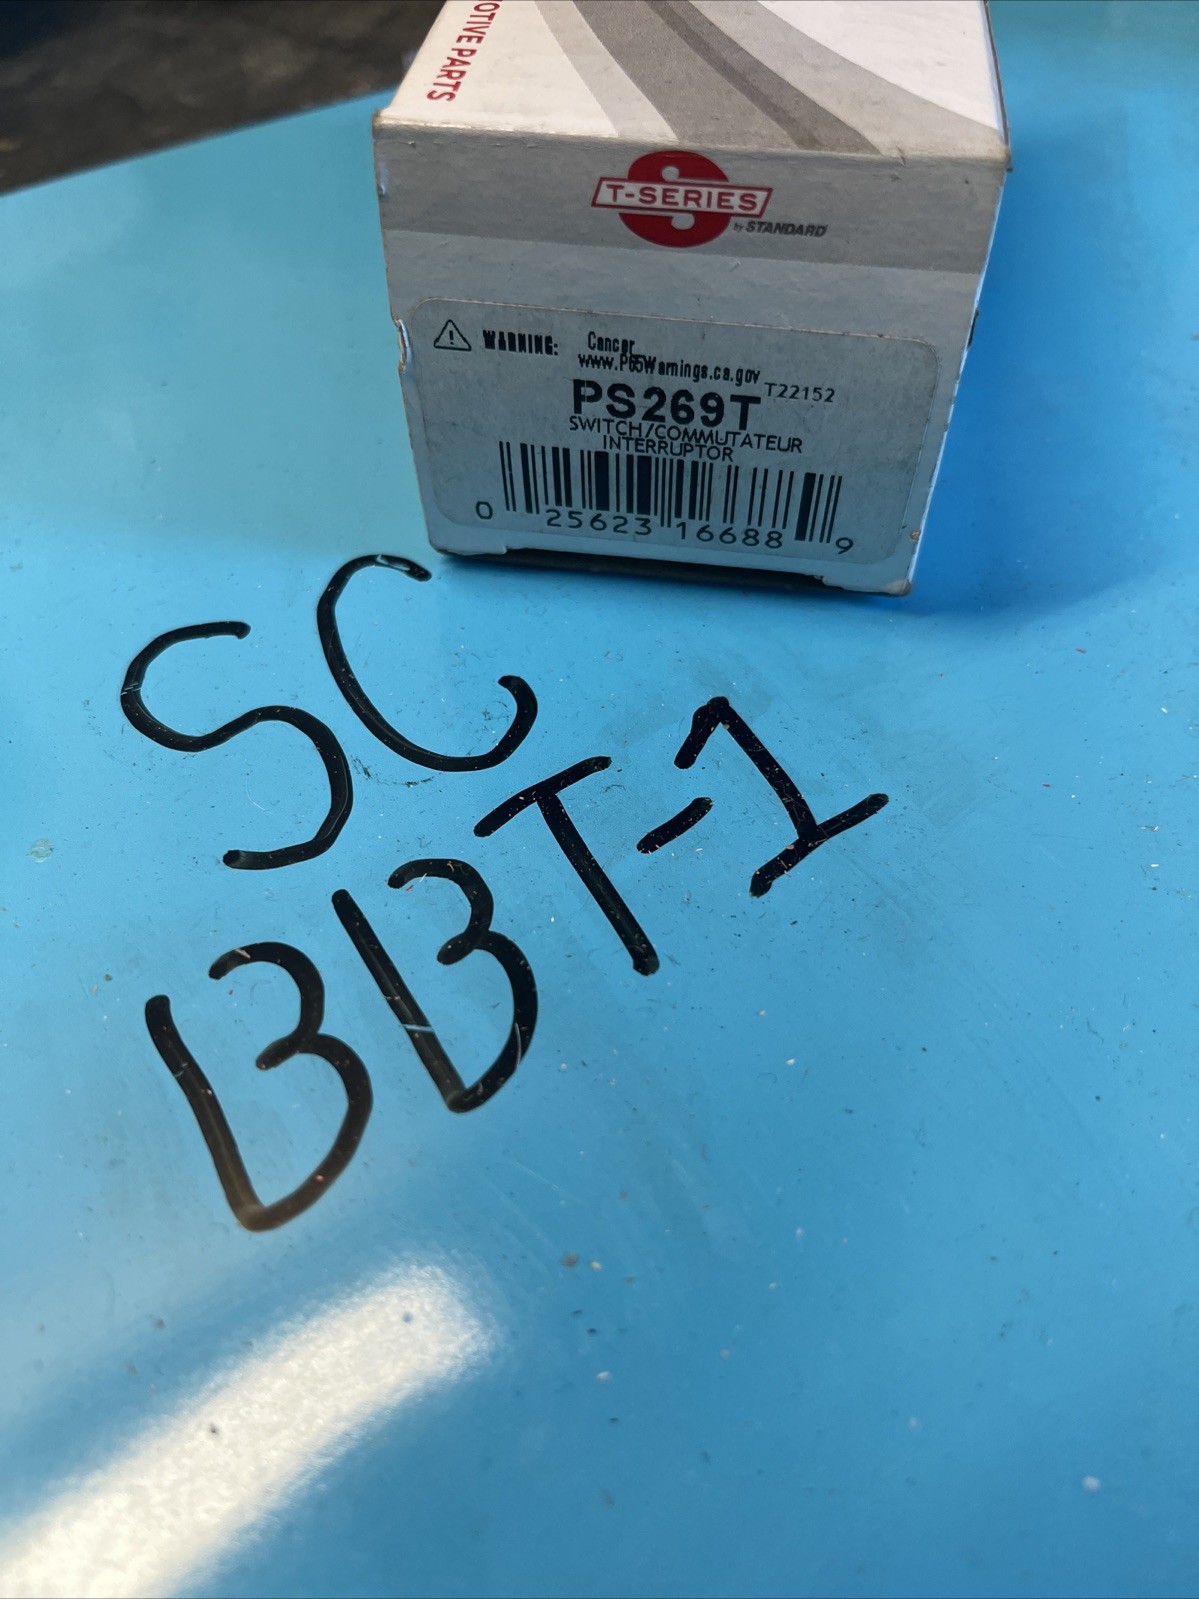 OTIVE PARTS
T-SERIES
by STANDARD
WARNING: Cancer
www.P65Warnings.ca.gov
PS269T T22152
SWITCH/COMMUTATEUR
INTERRUPTOR
0 25623 16688 9
SC
BBT-1